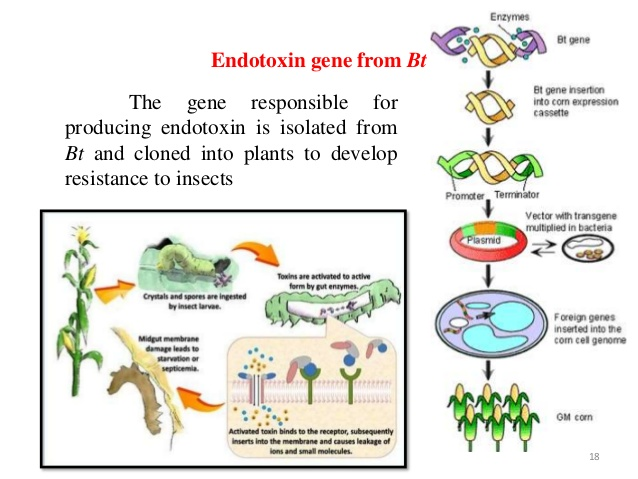 Endotoxin gene from Bt
The gene responsible for
producing endotoxin is isolated from
Bt and cloned into plants to develop
resistance to insects
Crystals and spores are ingested
by insect larvae.
Toxins are activated to active
form by gut enzymes.
Midgut membrane
damage leads to
starvation or
septicemia.
Activated toxin binds to the receptor, subsequently
inserts into the membrane and causes leakage of
ions and small molecules.
Enzymes
Bt gene
Bt gene insertion
into corn expression
cassette
Promoter Terminator
Vector with transgene
multiplied in bacteria
Plasmid
Foreign genes
inserted into the
corn cell genome
GM corn
18